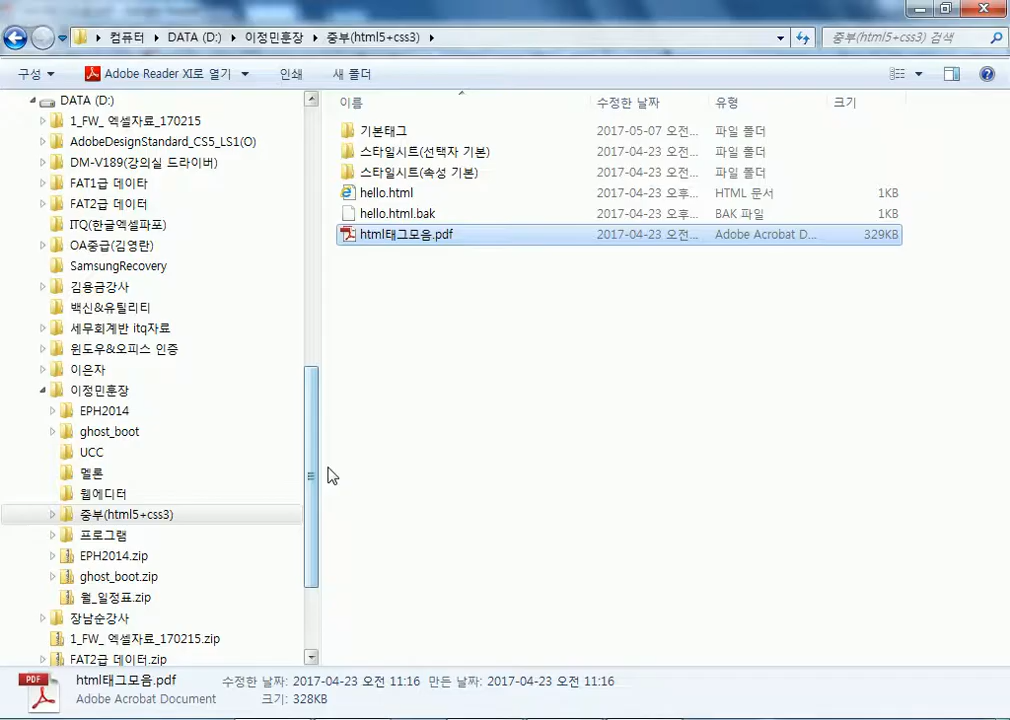 컴퓨터 DATA (D:) 이정민훈장 중부(html5+css3)
중부(html5+css3) 검색
구성 Adobe Reader XI로 열기 인쇄 새 폴더
DATA (D:)
1_FW_ 엑셀자료_170215
AdobeDesignStandard_CS5_LS1(O)
DM-V189(강의실 드라이버)
FAT1급 데이타
FAT2급 데이터
ITQ(한글엑셀파포)
OA중급(김영란)
SamsungRecovery
김용금강사
백신&유틸리티
세무회계반 itq자료
윈도우&오피스 인증
이은자
이정민훈장
EPH2014
ghost_boot
UCC
멜론
웹에디터
중부(html5+css3)
프로그램
EPH2014.zip
ghost_boot.zip
월_일정표.zip
장남순강사
1_FW_ 엑셀자료_170215.zip
FAT2급 데이터.zip
이름 수정한 날짜 유형 크기
기본태그 2017-05-07 오전... 파일 폴더
스타일시트(선택자 기본) 2017-04-23 오전... 파일 폴더
스타일시트(속성 기본) 2017-04-23 오전... 파일 폴더
hello.html 2017-04-23 오후... HTML 문서 1KB
hello.html.bak 2017-04-23 오후... BAK 파일 1KB
html태그모음.pdf 2017-04-23 오전... Adobe Acrobat D... 329KB
PDF
html태그모음.pdf 수정한 날짜: 2017-04-23 오전 11:16 만든 날짜: 2017-04-23 오전 11:16
Adobe Acrobat Document 크기: 328KB